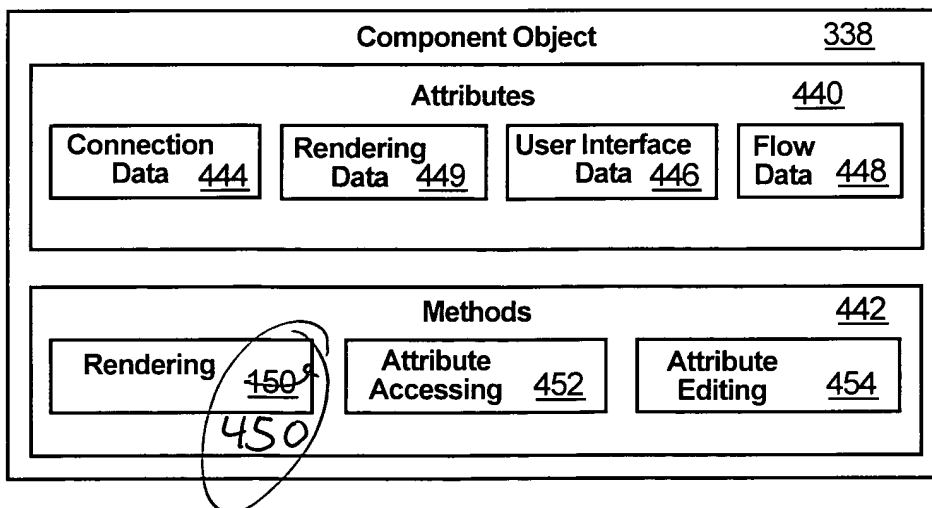 Component Object 338
Attributes 440
Connection Data 444
Rendering Data 449
User Interface Data 446
Flow Data 448
Methods 442
Rendering 150
450
Attribute Accessing 452
Attribute Editing 454